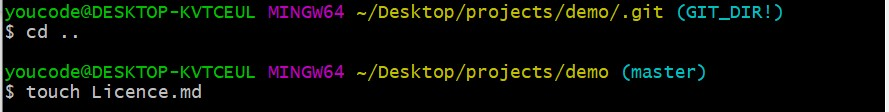 youcode@DESKTOP-KVTCEUL MINGW64 ~/Desktop/projects/demo/.git (GIT_DIR!)
$ cd ..
youcode@DESKTOP-KVTCEUL MINGW64 ~/Desktop/projects/demo (master)
$ touch Licence.md